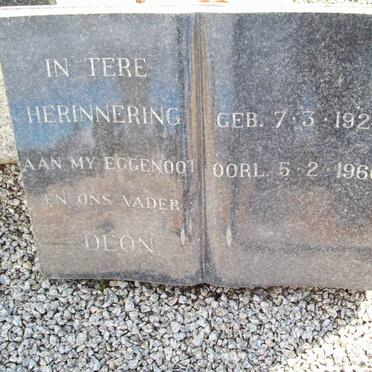 IN TERE
HERINNERING
AAN MY EGGENOOT
EN ONS VADER
DEON
GEB. 7·3·192
OORL. 5·2·196